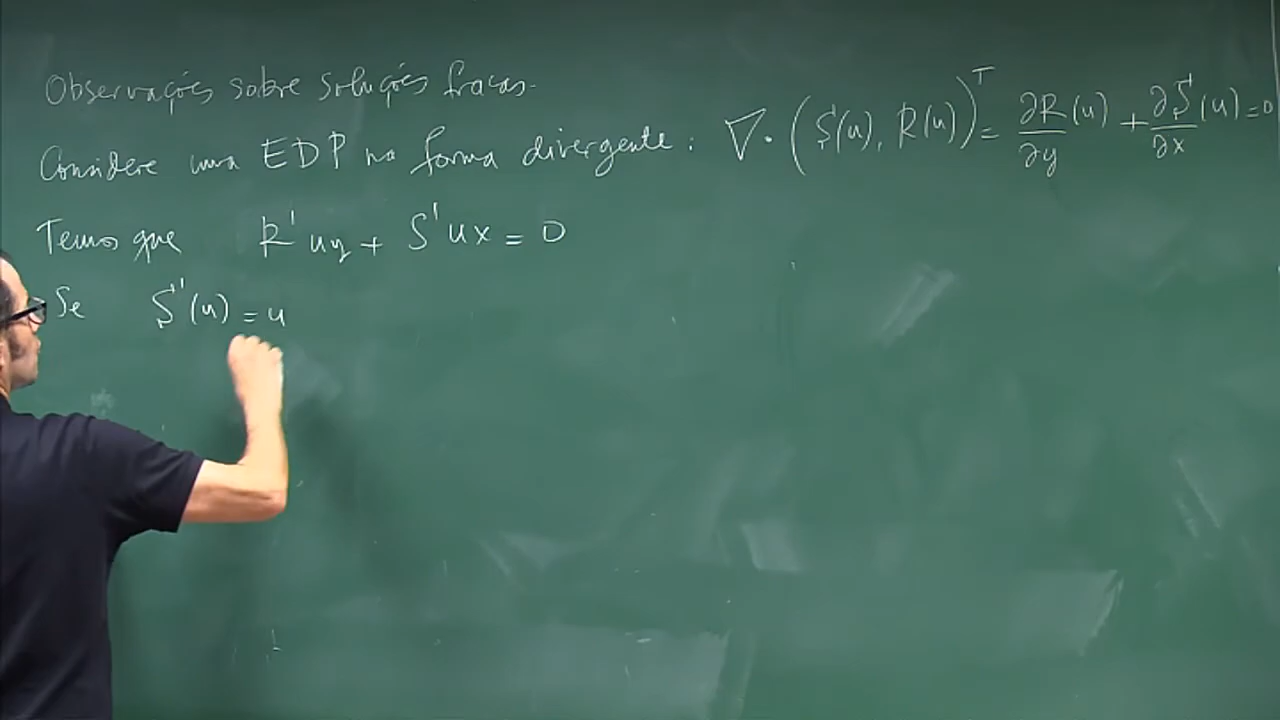 Observações sobre soluções fracas.
Considere uma EDP na forma divergente: ∇·(S(u), R(u))ᵀ = ∂R/∂y (u) + ∂S/∂x (u) = 0
Temos que R' uy + S' ux = 0
Se S'(u) = u